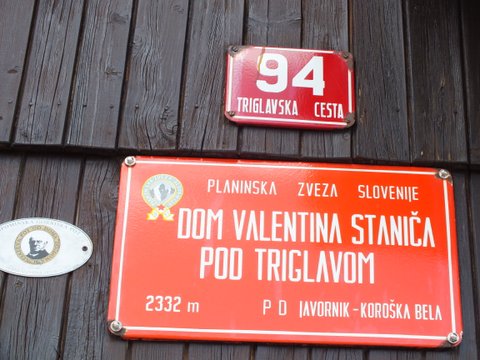 94
TRIGLAVSKA CESTA
PLANINSKA ZVEZA SLOVENIJE
DOM VALENTINA STANIČA
POD TRIGLAVOM
2332 m P D JAVORNIK - KOROŠKA BELA